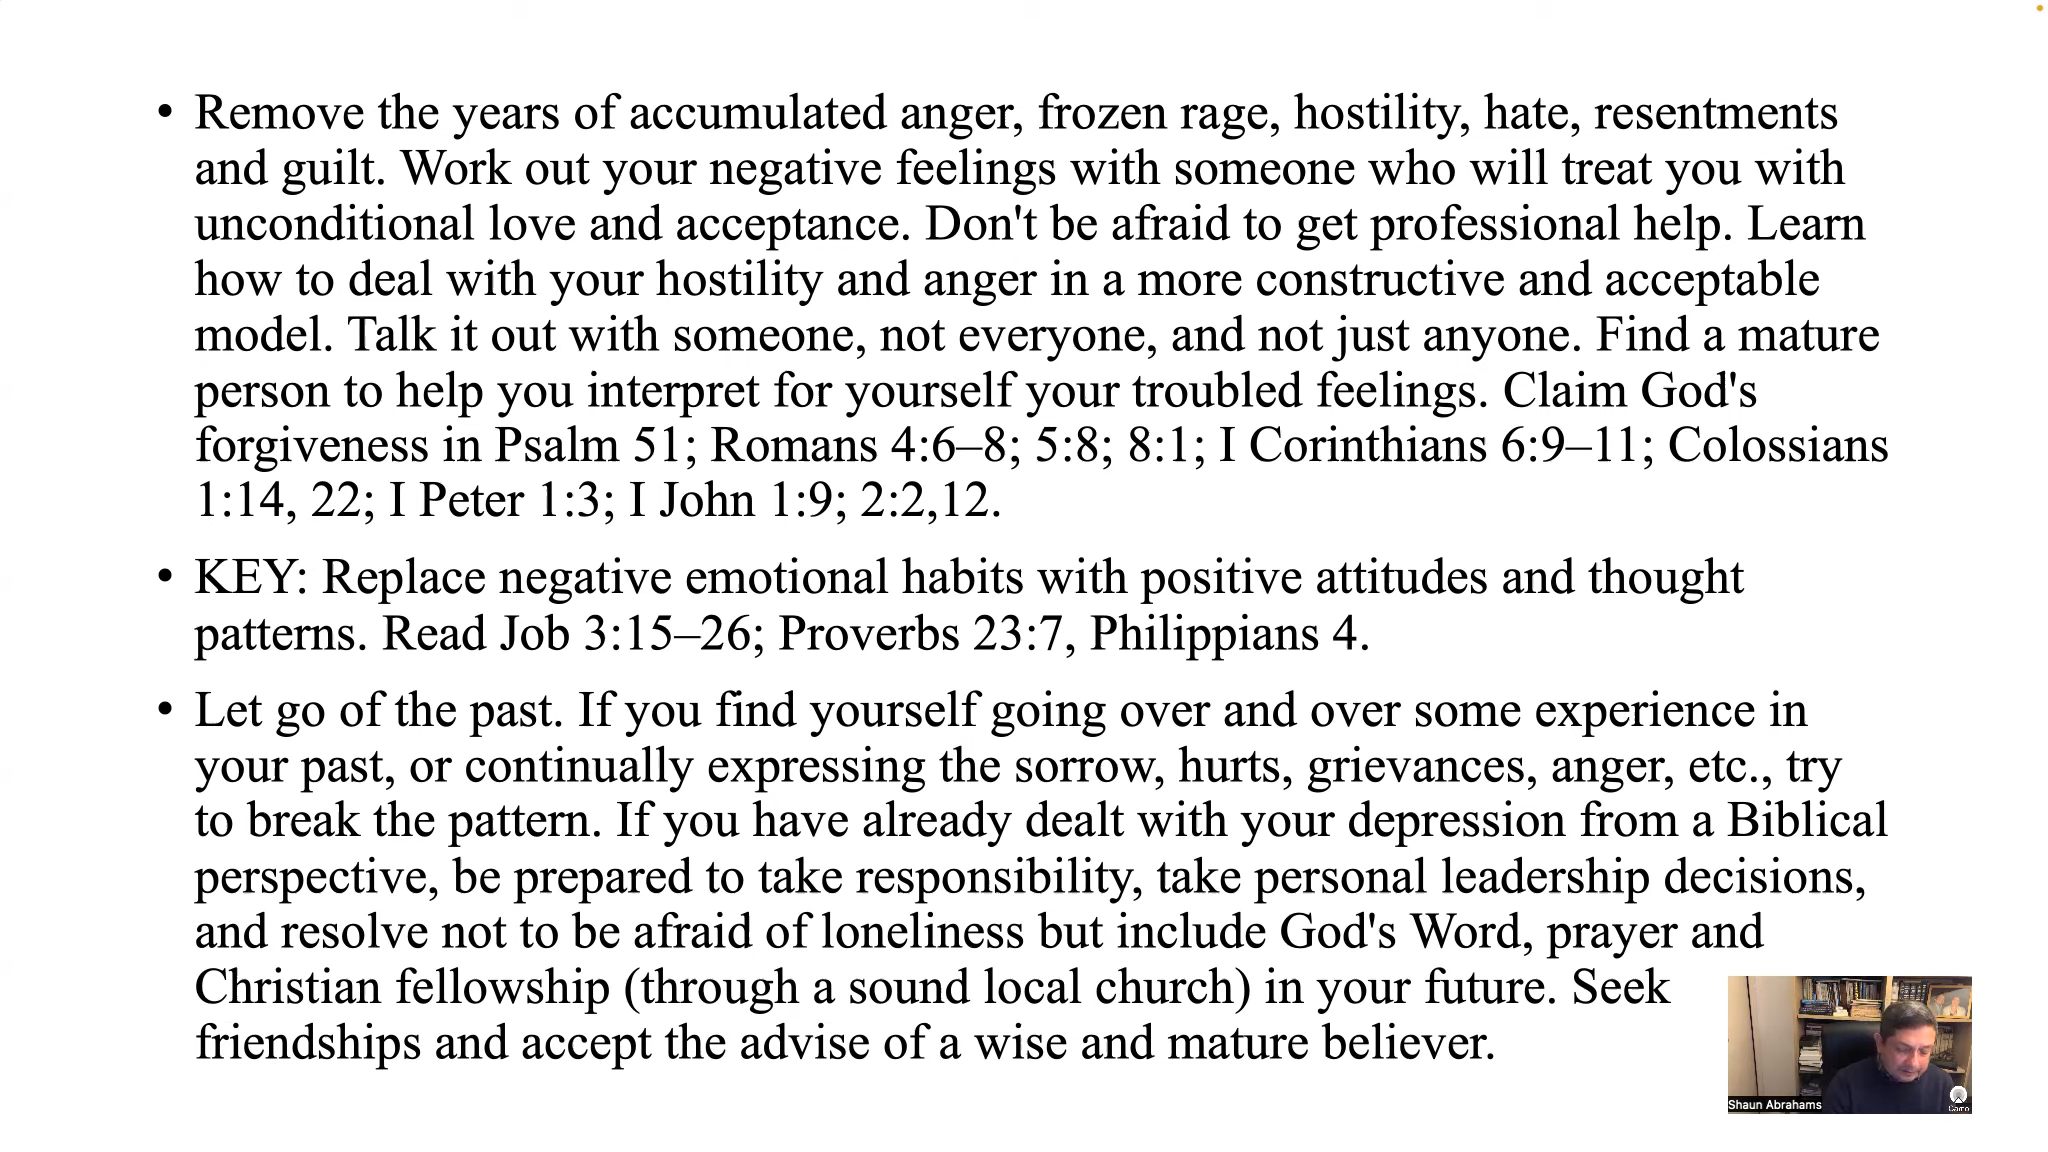 • Remove the years of accumulated anger, frozen rage, hostility, hate, resentments
and guilt. Work out your negative feelings with someone who will treat you with
unconditional love and acceptance. Don't be afraid to get professional help. Learn
how to deal with your hostility and anger in a more constructive and acceptable
model. Talk it out with someone, not everyone, and not just anyone. Find a mature
person to help you interpret for yourself your troubled feelings. Claim God's
forgiveness in Psalm 51; Romans 4:6–8; 5:8; 8:1; I Corinthians 6:9–11; Colossians
1:14, 22; I Peter 1:3; I John 1:9; 2:2,12.
• KEY: Replace negative emotional habits with positive attitudes and thought
patterns. Read Job 3:15–26; Proverbs 23:7, Philippians 4.
• Let go of the past. If you find yourself going over and over some experience in
your past, or continually expressing the sorrow, hurts, grievances, anger, etc., try
to break the pattern. If you have already dealt with your depression from a Biblical
perspective, be prepared to take responsibility, take personal leadership decisions,
and resolve not to be afraid of loneliness but include God's Word, prayer and
Christian fellowship (through a sound local church) in your future. Seek
friendships and accept the advise of a wise and mature believer.
Shaun Abrahams
Camo